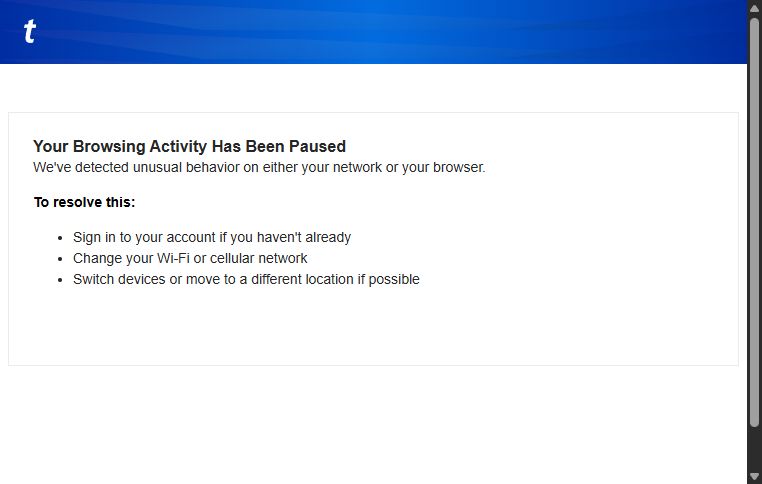 t
Your Browsing Activity Has Been Paused
We've detected unusual behavior on either your network or your browser.
To resolve this:
• Sign in to your account if you haven't already
• Change your Wi-Fi or cellular network
• Switch devices or move to a different location if possible